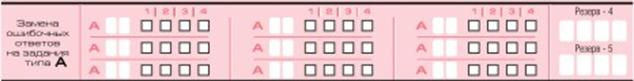 Замена
ошибочных
ответов
на задания
типа А
1|2|3|4 1|2|3|4 1|2|3|4
А А А
А А А
А А А
Резерв - 4
Резерв - 5